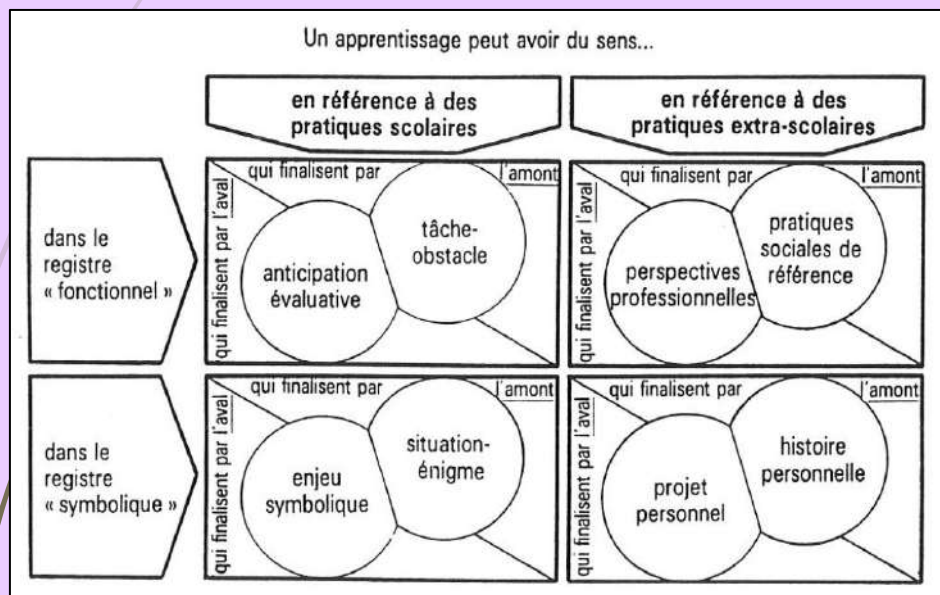 Un apprentissage peut avoir du sens...
en référence à des
pratiques scolaires
en référence à des
pratiques extra-scolaires
dans le
registre
« fonctionnel »
qui finalisent par l'aval
qui finalisent par l'amont
anticipation
évaluative
tâche-
obstacle
qui finalisent par l'aval
qui finalisent par l'amont
perspectives
professionnelles
pratiques
sociales de
référence
dans le
registre
« symbolique »
qui finalisent par l'aval
qui finalisent par l'amont
enjeu
symbolique
situation-
énigme
qui finalisent par l'aval
qui finalisent par l'amont
projet
personnel
histoire
personnelle